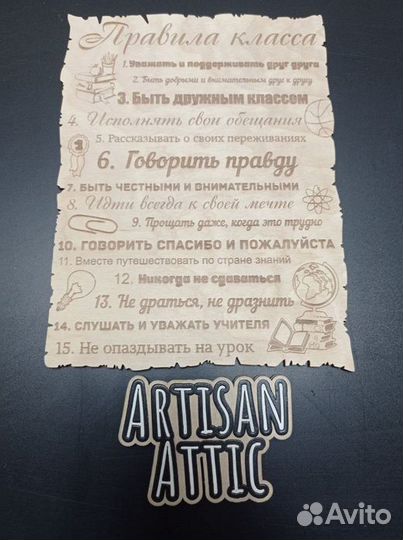 Правила класса
1. Уважать и поддерживать друг друга
2. Быть добрыми и внимательным друг к другу
3. Быть дружным классом
4. Исполнять свои обещания
5. Рассказывать о своих переживаниях
6. Говорить правду
7. БЫТЬ ЧЕСТНЫМИ И ВНИМАТЕЛЬНЫМИ
8. Идти всегда к своей мечте
9. Прощать даже, когда это трудно
10. ГОВОРИТЬ СПАСИБО И ПОЖАЛУЙСТА
11. Вместе путешествовать по стране знаний
12. Никогда не сдаваться
13. Не драться, не дразнить
14. СЛУШАТЬ И УВАЖАТЬ УЧИТЕЛЯ
15. Не опаздывать на урок
ARTISAN
ATTIC
Avito